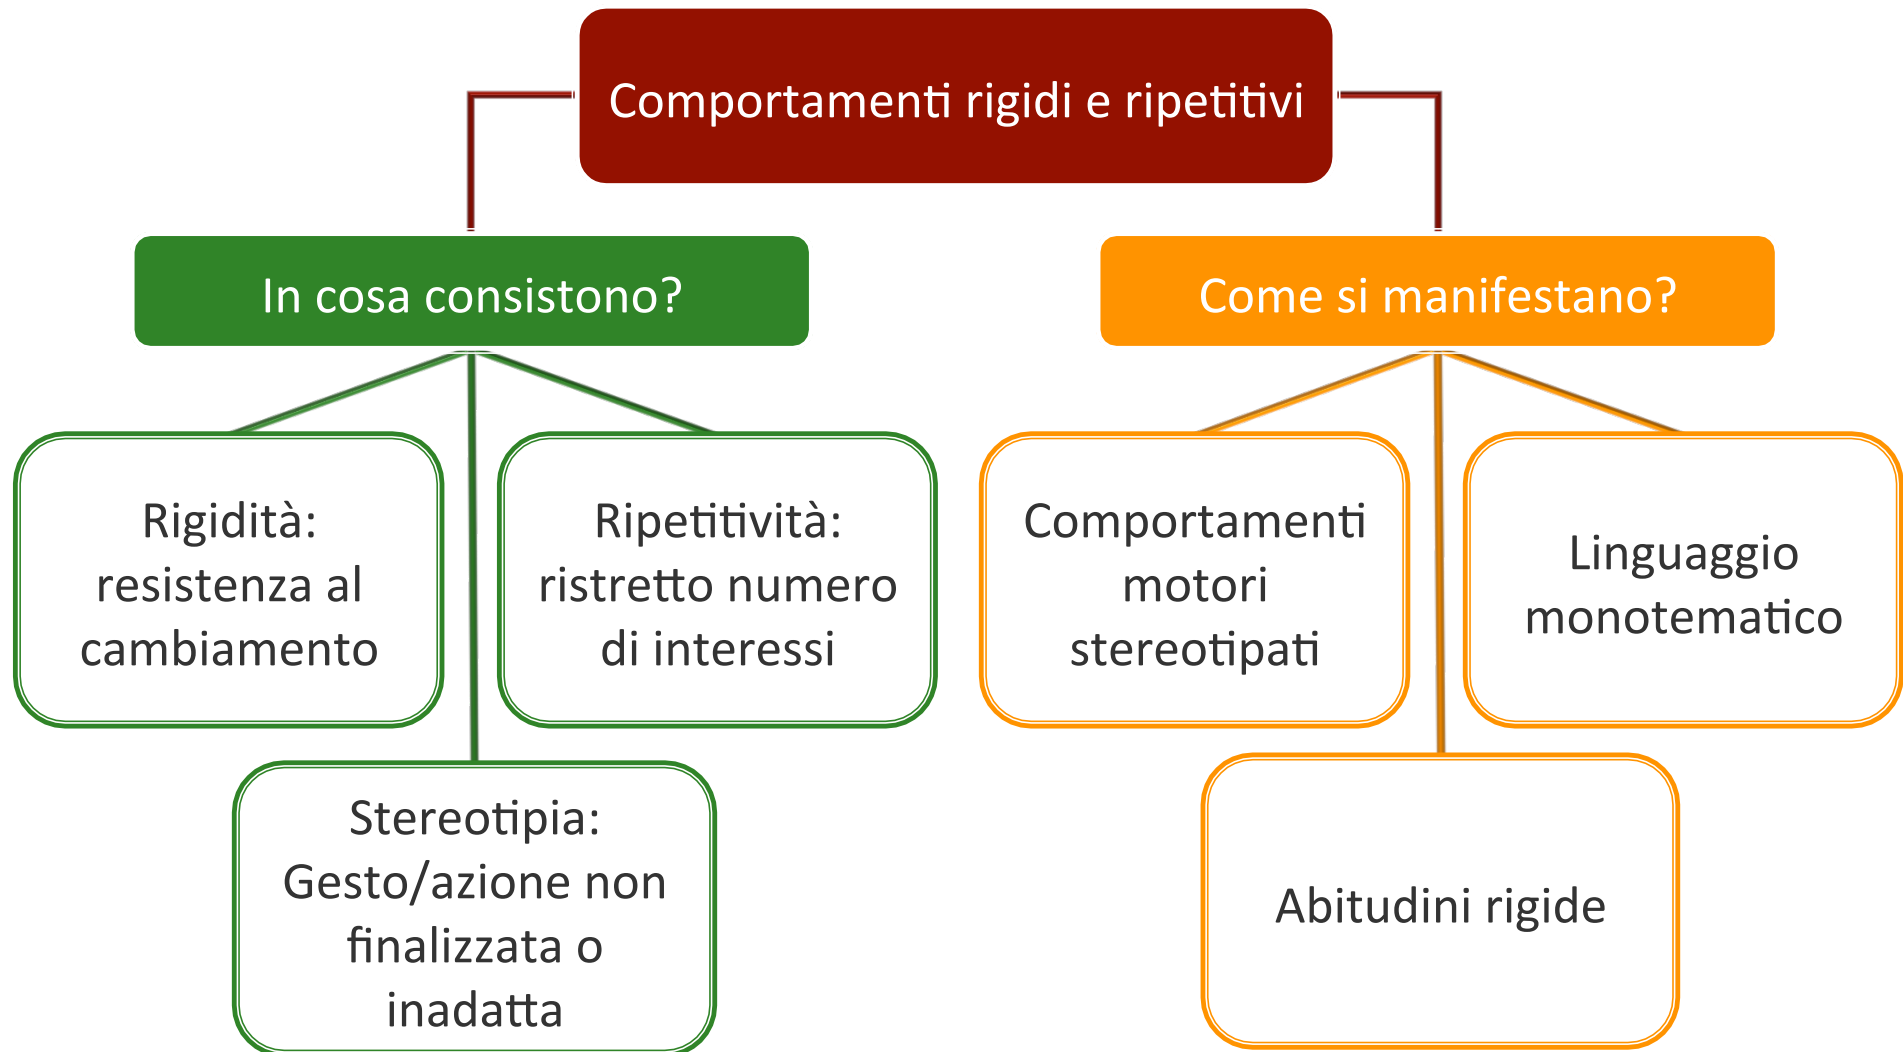 Comportamenti rigidi e ripetitivi
In cosa consistono?
Come si manifestano?
Rigidità:
resistenza al
cambiamento
Ripetitività:
ristretto numero
di interessi
Stereotipia:
Gesto/azione non
finalizzata o
inadatta
Comportamenti
motori
stereotipati
Linguaggio
monotematico
Abitudini rigide